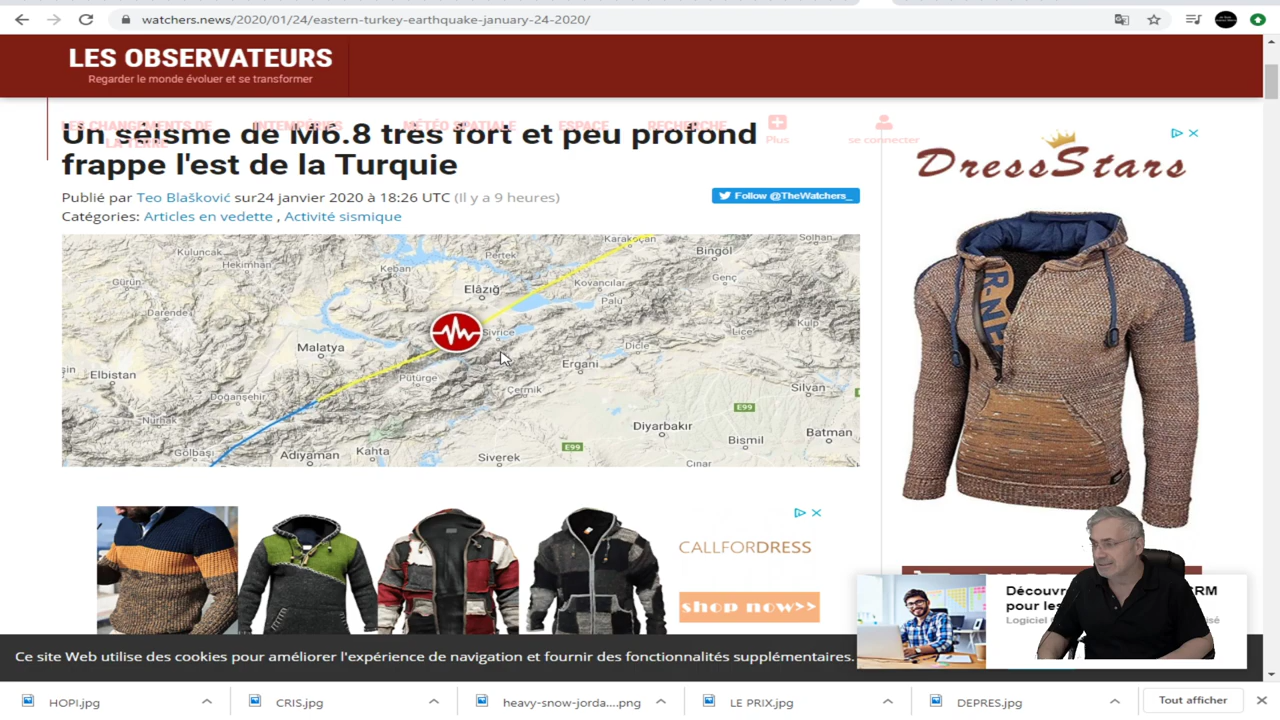 watchers.news/2020/01/24/eastern-turkey-earthquake-january-24-2020/
LES OBSERVATEURS
Regarder le monde évoluer et se transformer
LES CHANGEMENTS DE LA TERRE
INTEMPÉRIES
MÉTÉO SPATIALE
ESPACE
RECHERCHE
Plus
se connecter
Un séisme de M6.8 très fort et peu profond
frappe l'est de la Turquie
Publié par Teo Blašković sur24 janvier 2020 à 18:26 UTC (Il y a 9 heures)
Follow @TheWatchers_
Catégories: Articles en vedette , Activité sismique
Kuluncak
Hekimhan
Gürün
Darende
Keban
Pertek
Karakoçan
Bingöl
Solhan
Genç
Elâzığ
Kovancılar
Palu
Sivrice
Malatya
Lice
Kulp
Dicle
Ergani
Elbistan
Pütürge
Çermik
Silvan
Doğanşehir
Nurhak
E99
Diyarbakır
Bismil
Batman
E99
Gölbaşı
Adıyaman
Kahta
Siverek
Çınar
DRESSSTARS
CALLFORDRESS
shop now>>
Découvr
RM
pour les
Logiciel
isé
Ce site Web utilise des cookies pour améliorer l'expérience de navigation et fournir des fonctionnalités supplémentaires.
HOPI.jpg
CRIS.jpg
heavy-snow-jorda....png
LE PRIX.jpg
DEPRES.jpg
Tout afficher